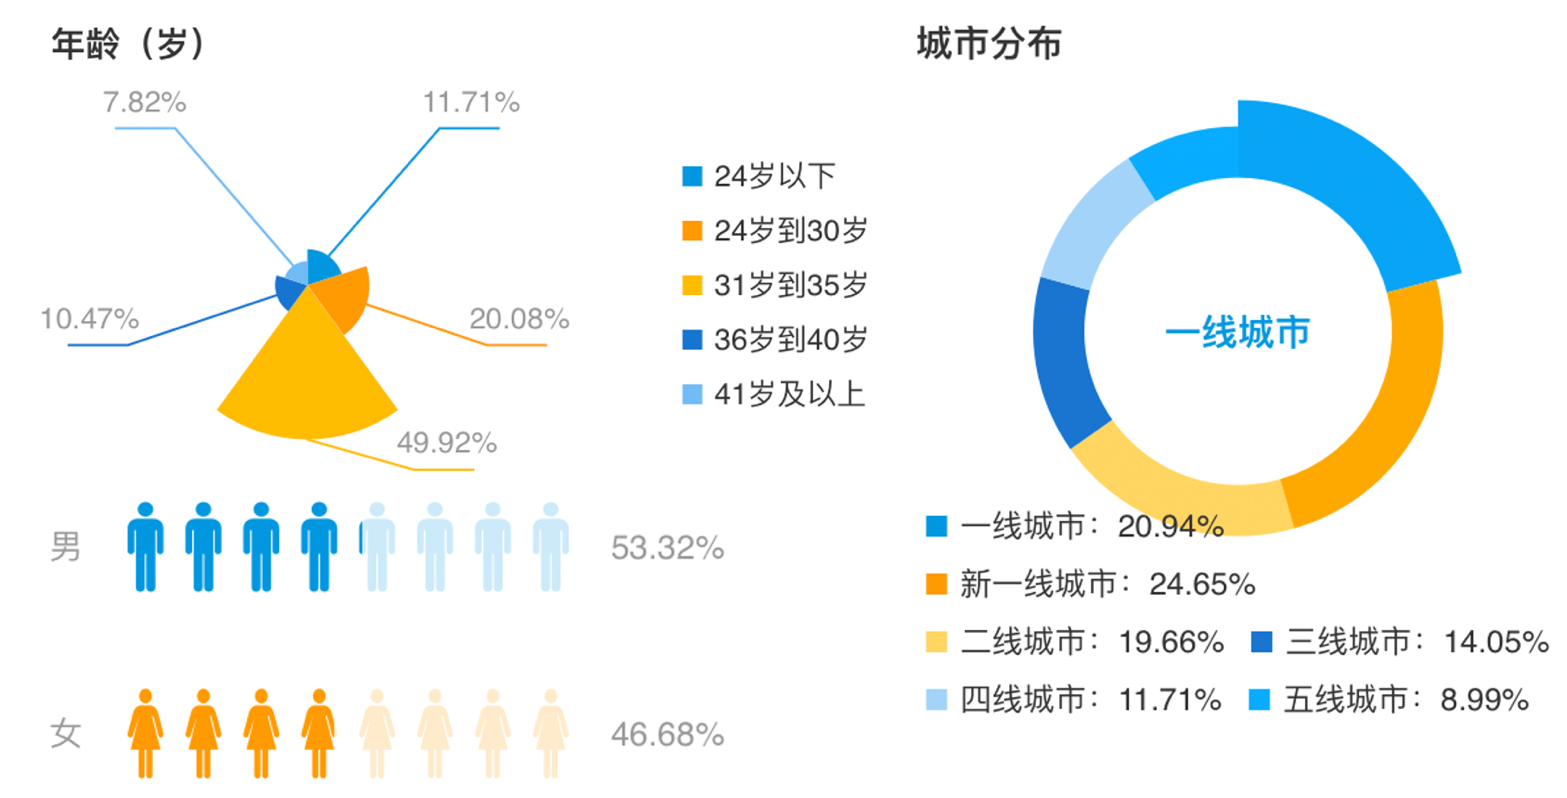 年龄（岁）
7.82%
11.71%
10.47%
20.08%
49.92%
24岁以下
24岁到30岁
31岁到35岁
36岁到40岁
41岁及以上
男 53.32%
女 46.68%
城市分布
一线城市
一线城市：20.94%
新一线城市：24.65%
二线城市：19.66% 三线城市：14.05%
四线城市：11.71% 五线城市：8.99%